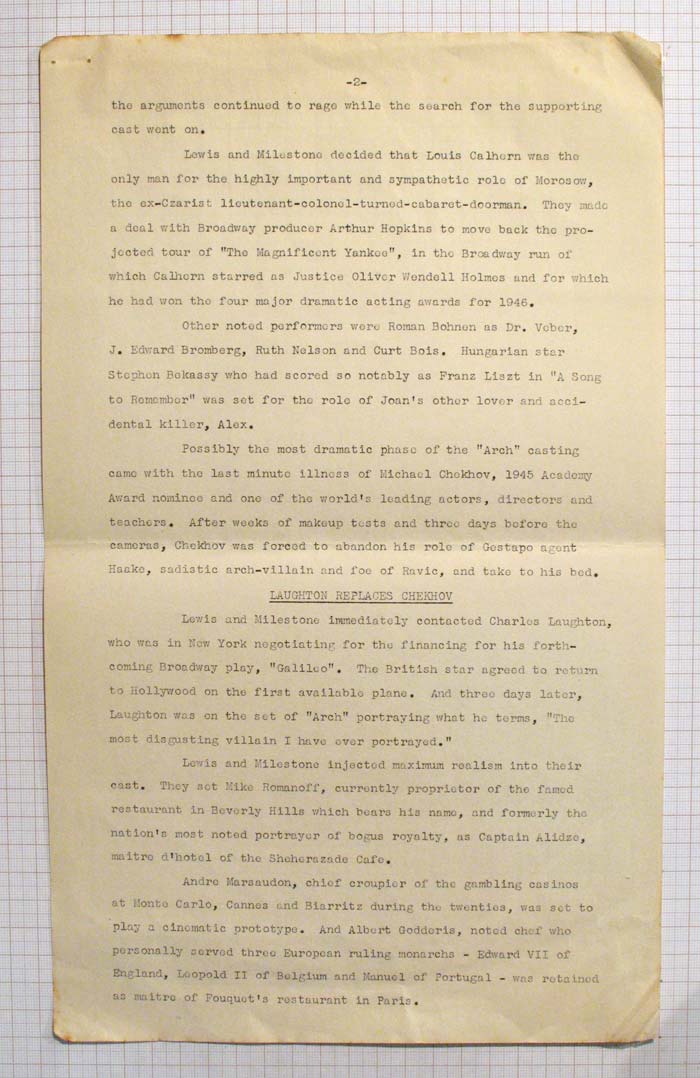 -2-
the arguments continued to rage while the search for the supporting
cast went on.
Lewis and Milestone decided that Louis Calhern was the
only man for the highly important and sympathetic role of Morosow,
the ex-Czarist lieutenant-colonel-turned-cabaret-doorman. They made
a deal with Broadway producer Arthur Hopkins to move back the pro-
jected tour of "The Magnificent Yankee", in the Broadway run of
which Calhern starred as Justice Oliver Wendell Holmes and for which
he had won the four major dramatic acting awards for 1946.
Other noted performers were Roman Bohnen as Dr. Veber,
J. Edward Bromberg, Ruth Nelson and Curt Bois. Hungarian star
Stephen Bekassy who had scored so notably as Franz Liszt in "A Song
to Remember" was set for the role of Joan's other lover and acci-
dental killer, Alex.
Possibly the most dramatic phase of the "Arch" casting
came with the last minute illness of Michael Chekhov, 1945 Academy
Award nominee and one of the world's leading actors, directors and
teachers. After weeks of makeup tests and three days before the
cameras, Chekhov was forced to abandon his role of Gestapo agent
Haake, sadistic arch-villain and foe of Ravic, and take to his bed.
LAUGHTON REPLACES CHEKHOV
Lewis and Milestone immediately contacted Charles Laughton,
who was in New York negotiating for the financing for his forth-
coming Broadway play, "Galileo". The British star agreed to return
to Hollywood on the first available plane. And three days later,
Laughton was on the set of "Arch" portraying what he terms, "The
most disgusting villain I have ever portrayed."
Lewis and Milestone injected maximum realism into their
cast. They set Mike Romanoff, currently proprietor of the famed
restaurant in Beverly Hills which bears his name, and formerly the
nation's most noted portrayer of bogus royalty, as Captain Alidze,
maitre d'hotel of the Sheherazade Cafe.
Andre Marsaudon, chief croupier of the gambling casinos
at Monte Carlo, Cannes and Biarritz during the twenties, was set to
play a cinematic prototype. And Albert Godderis, noted chef who
personally served three European ruling monarchs - Edward VII of
England, Leopold II of Belgium and Manuel of Portugal - was retained
as maitre of Fouquet's restaurant in Paris.